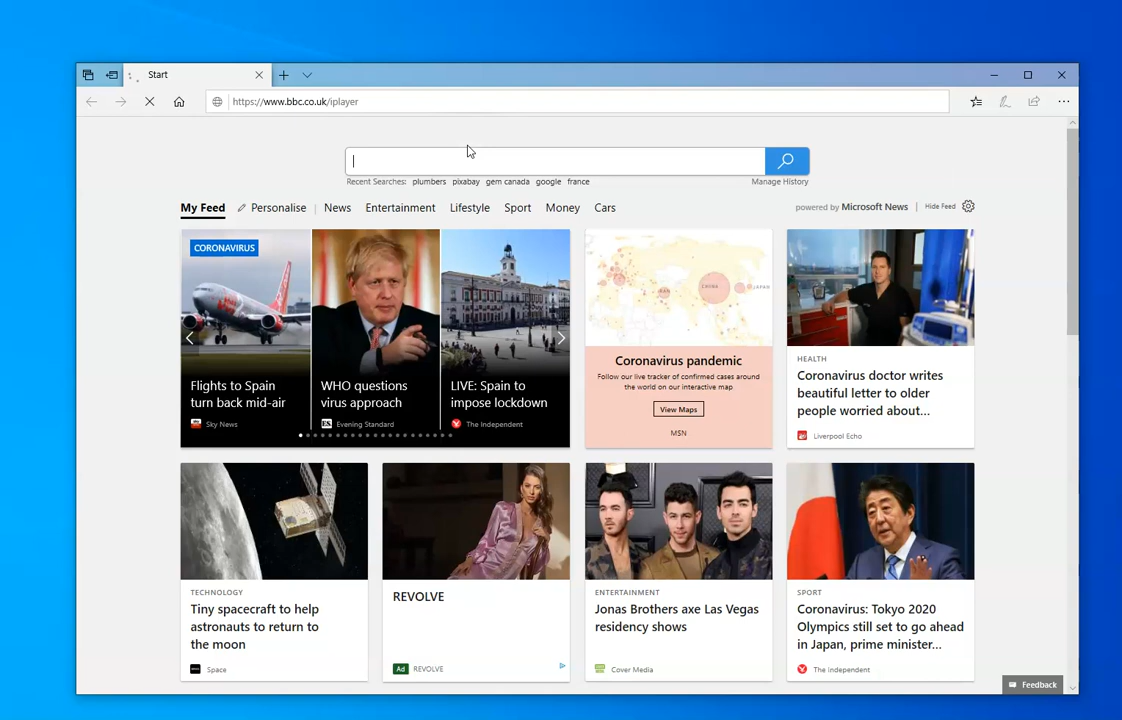 Start
https://www.bbc.co.uk/iplayer
Recent Searches: plumbers pixabay gem canada google france
Manage History
My Feed
Personalise
News
Entertainment
Lifestyle
Sport
Money
Cars
powered by Microsoft News
Hide Feed
CORONAVIRUS
Flights to Spain
turn back mid-air
Sky News
WHO questions
virus approach
ES.
Evening Standard
LIVE: Spain to
impose lockdown
The Independent
IRAN
CHINA
JAPAN
Coronavirus pandemic
Follow our live tracker of confirmed cases around
the world on our interactive map
View Maps
MSN
HEALTH
Coronavirus doctor writes
beautiful letter to older
people worried about...
Liverpool Echo
TECHNOLOGY
Tiny spacecraft to help
astronauts to return to
the moon
Space
REVOLVE
Ad REVOLVE
ENTERTAINMENT
Jonas Brothers axe Las Vegas
residency shows
Cover Media
SPORT
Coronavirus: Tokyo 2020
Olympics still set to go ahead
in Japan, prime minister...
The Independent
Feedback